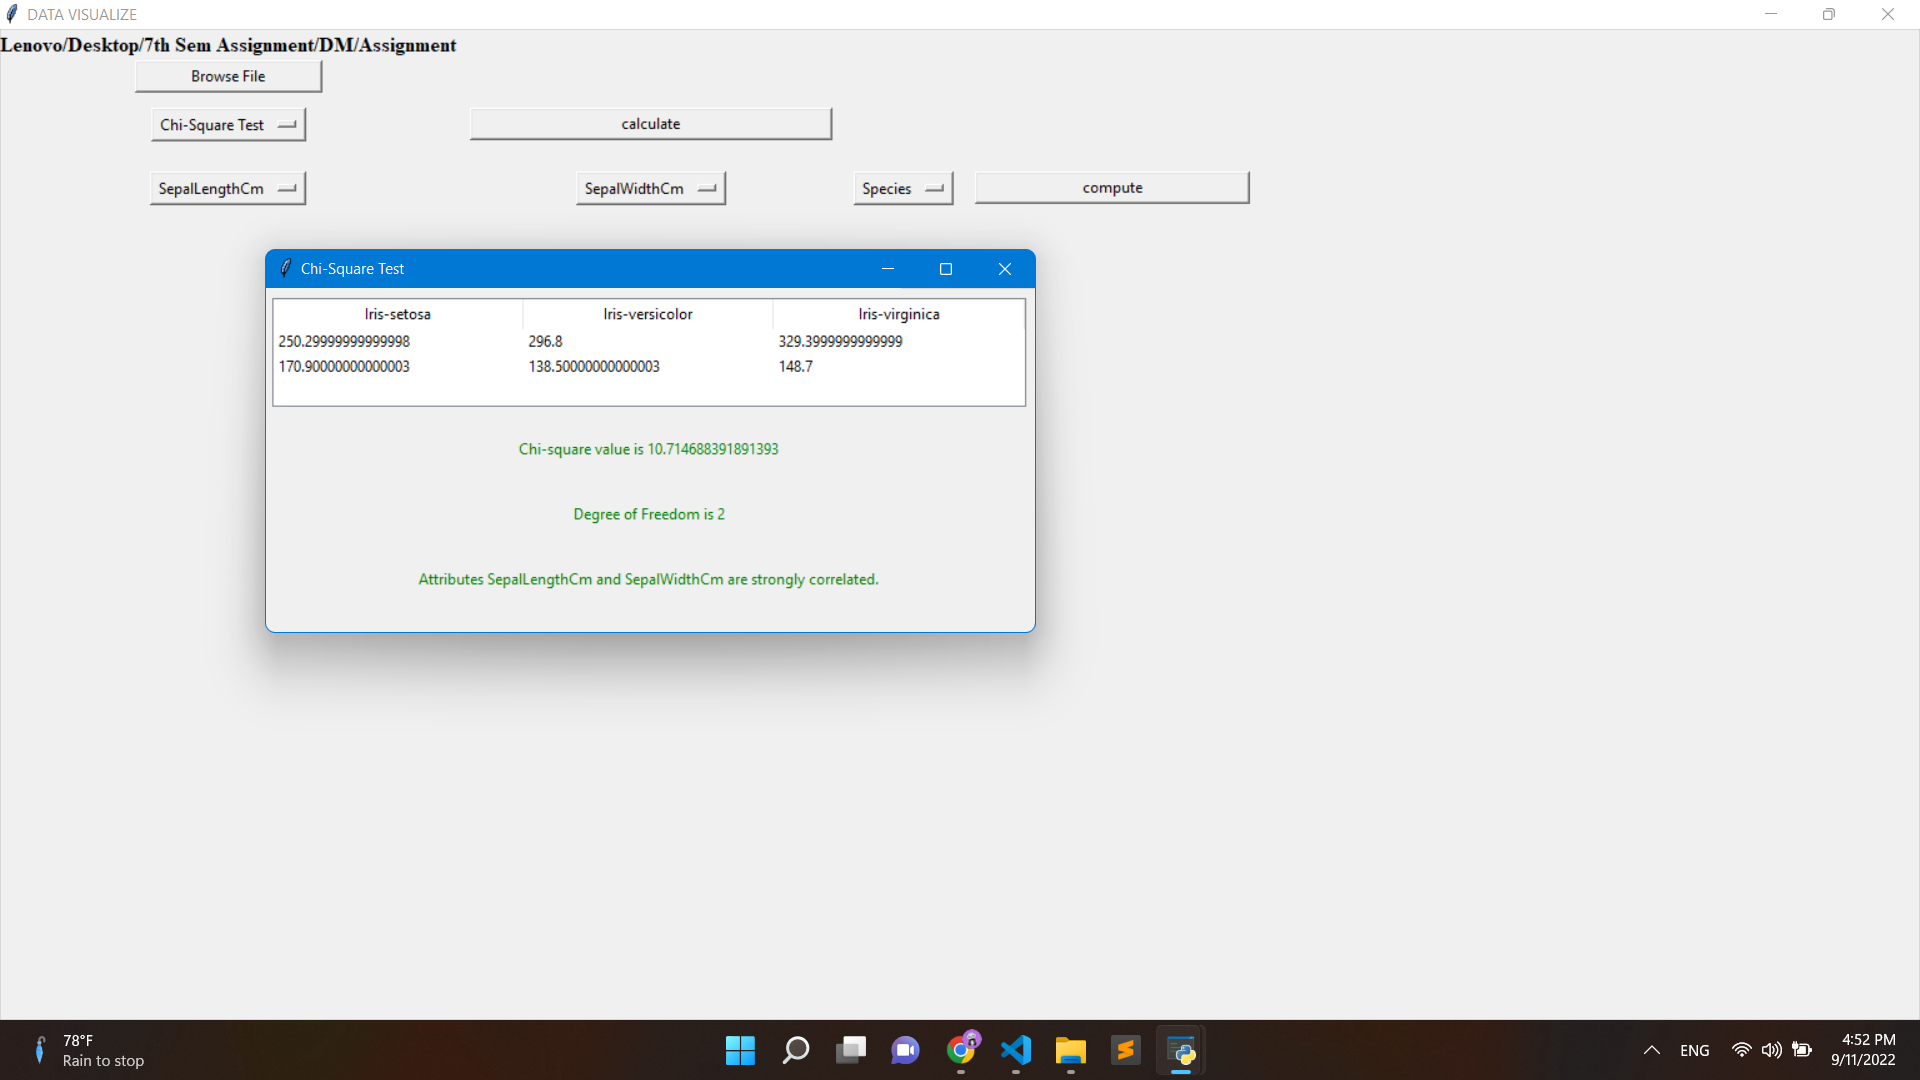 DATA VISUALIZE
Lenovo/Desktop/7th Sem Assignment/DM/Assignment
Browse File
Chi-Square Test
calculate
SepalLengthCm
SepalWidthCm
Species
compute
Chi-Square Test
Iris-setosa Iris-versicolor Iris-virginica
250.29999999999998 296.8 329.3999999999999
170.90000000000003 138.50000000000003 148.7
Chi-square value is 10.714688391891393
Degree of Freedom is 2
Attributes SepalLengthCm and SepalWidthCm are strongly correlated.
78°F
Rain to stop
ENG
4:52 PM
9/11/2022